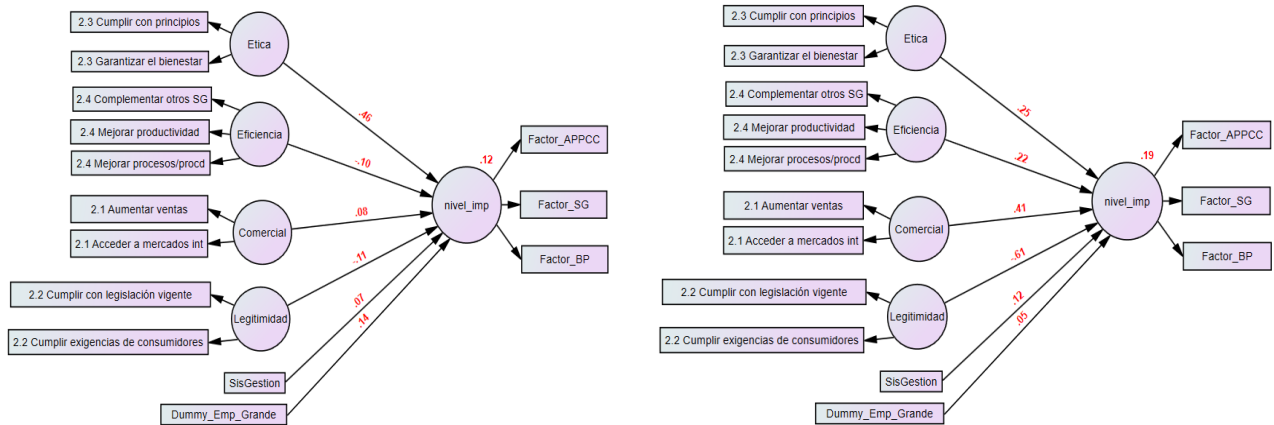 2.3 Cumplir con principios
2.3 Garantizar el bienestar
Etica
2.4 Complementar otros SG
2.4 Mejorar productividad
2.4 Mejorar procesos/procd
Eficiencia
2.1 Aumentar ventas
2.1 Acceder a mercados int
Comercial
2.2 Cumplir con legislación vigente
2.2 Cumplir exigencias de consumidores
Legitimidad
SisGestion
Dummy_Emp_Grande
.46
-.10
.08
-.11
.07
.14
.12
nivel_imp
Factor_APPCC
Factor_SG
Factor_BP
2.3 Cumplir con principios
2.3 Garantizar el bienestar
Etica
2.4 Complementar otros SG
2.4 Mejorar productividad
2.4 Mejorar procesos/procd
Eficiencia
2.1 Aumentar ventas
2.1 Acceder a mercados int
Comercial
2.2 Cumplir con legislación vigente
2.2 Cumplir exigencias de consumidores
Legitimidad
SisGestion
Dummy_Emp_Grande
.25
.22
.41
-.61
.12
.05
.19
nivel_imp
Factor_APPCC
Factor_SG
Factor_BP